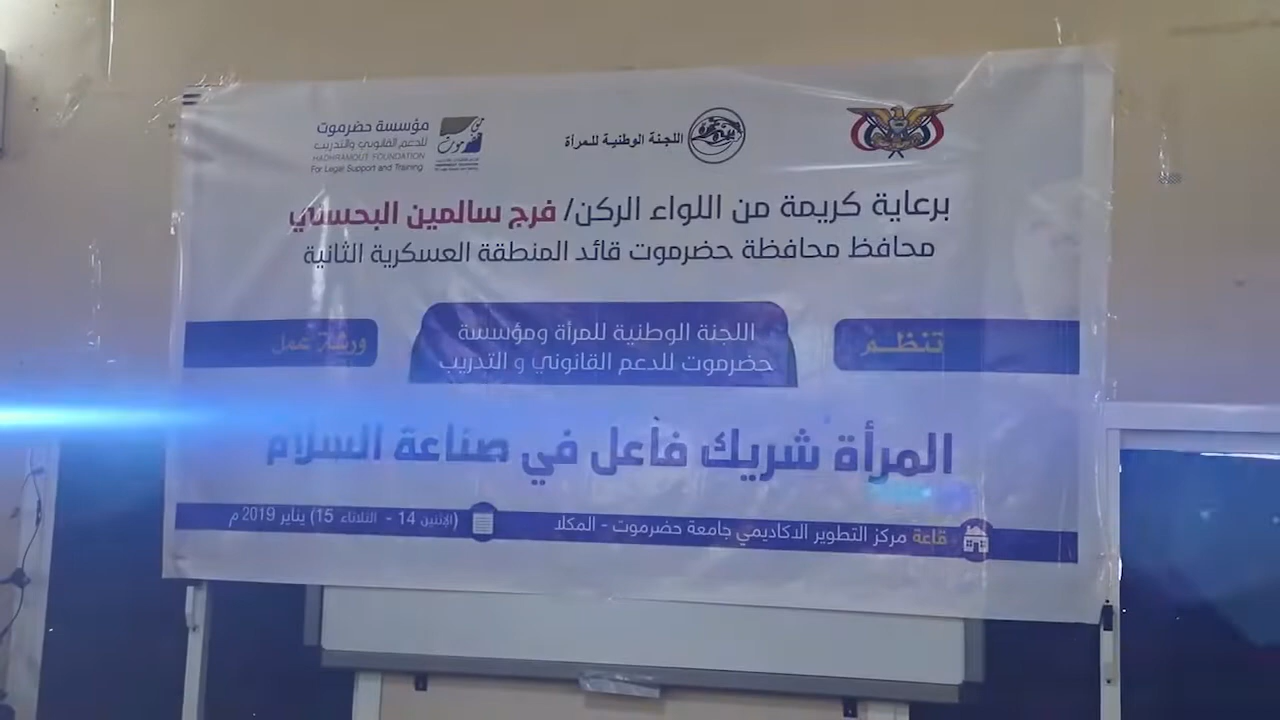 مؤسسة حضرموت
للدعم القانوني والتدريب
HADHRAMOUT FOUNDATION
For Legal Support and Training
اللجنة الوطنية للمرأة
برعاية كريمة من اللواء الركن/ فرج سالمين البحسني
محافظ محافظة حضرموت قائد المنطقة العسكرية الثانية
تنظم
اللجنة الوطنية للمرأة ومؤسسة
حضرموت للدعم القانوني و التدريب
ورشة عمل
المرأة شريك فاعل في صناعة السلام
قاعة مركز التطوير الاكاديمي جامعة حضرموت - المكلا
(الإثنين 14 - الثلاثاء 15) يناير 2019 م